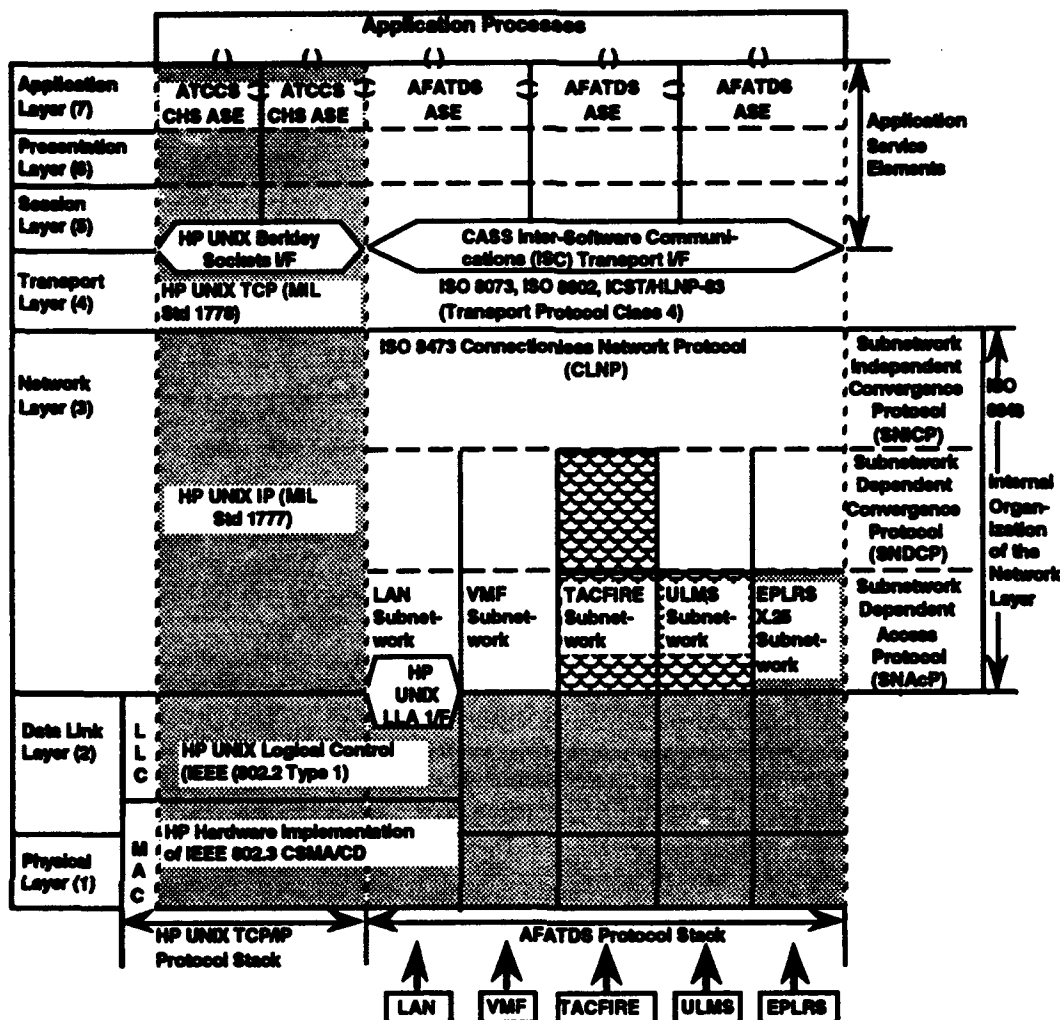 Application Processes
Application
Layer (7)
ATCCS
CHS ASE
ATCCS
CHS ASE
AFATDS
ASE
AFATDS
ASE
AFATDS
ASE
Application
Service
Elements
Presentation
Layer (6)
Session
Layer (5)
HP UNIX Berkley
Sockets I/F
CASS Inter-Software Communi-
cations (ISC) Transport I/F
Transport
Layer (4)
HP UNIX TCP (MIL
Std 1778)
ISO 8073, ISO 8602, ICST/HLNP-83
(Transport Protocol Class 4)
Network
Layer (3)
ISO 8473 Connectionless Network Protocol
(CLNP)
HP UNIX IP (MIL
Std 1777)
Subnetwork
Independent
Convergence
Protocol
(SNICP)
Subnetwork
Dependent
Convergence
Protocol
(SNDCP)
Subnetwork
Dependent
Access
Protocol
(SNAcP)
ISO
8648
Internal
Organ-
ization
of the
Network
Layer
LAN
Subnet-
work
VMF
Subnet-
work
TACFIRE
Subnet-
work
ULMS
Subnet-
work
EPLRS
X.25
Subnet-
work
HP
UNIX
LLA 1/F
Data Link
Layer (2)
L
L
C
HP UNIX Logical Control
(IEEE (802.2 Type 1)
Physical
Layer (1)
M
A
C
HP Hardware Implementation
of IEEE 802.3 CSMA/CD
HP UNIX TCP/IP
Protocol Stack
AFATDS Protocol Stack
LAN
VMF
TACFIRE
ULMS
EPLRS